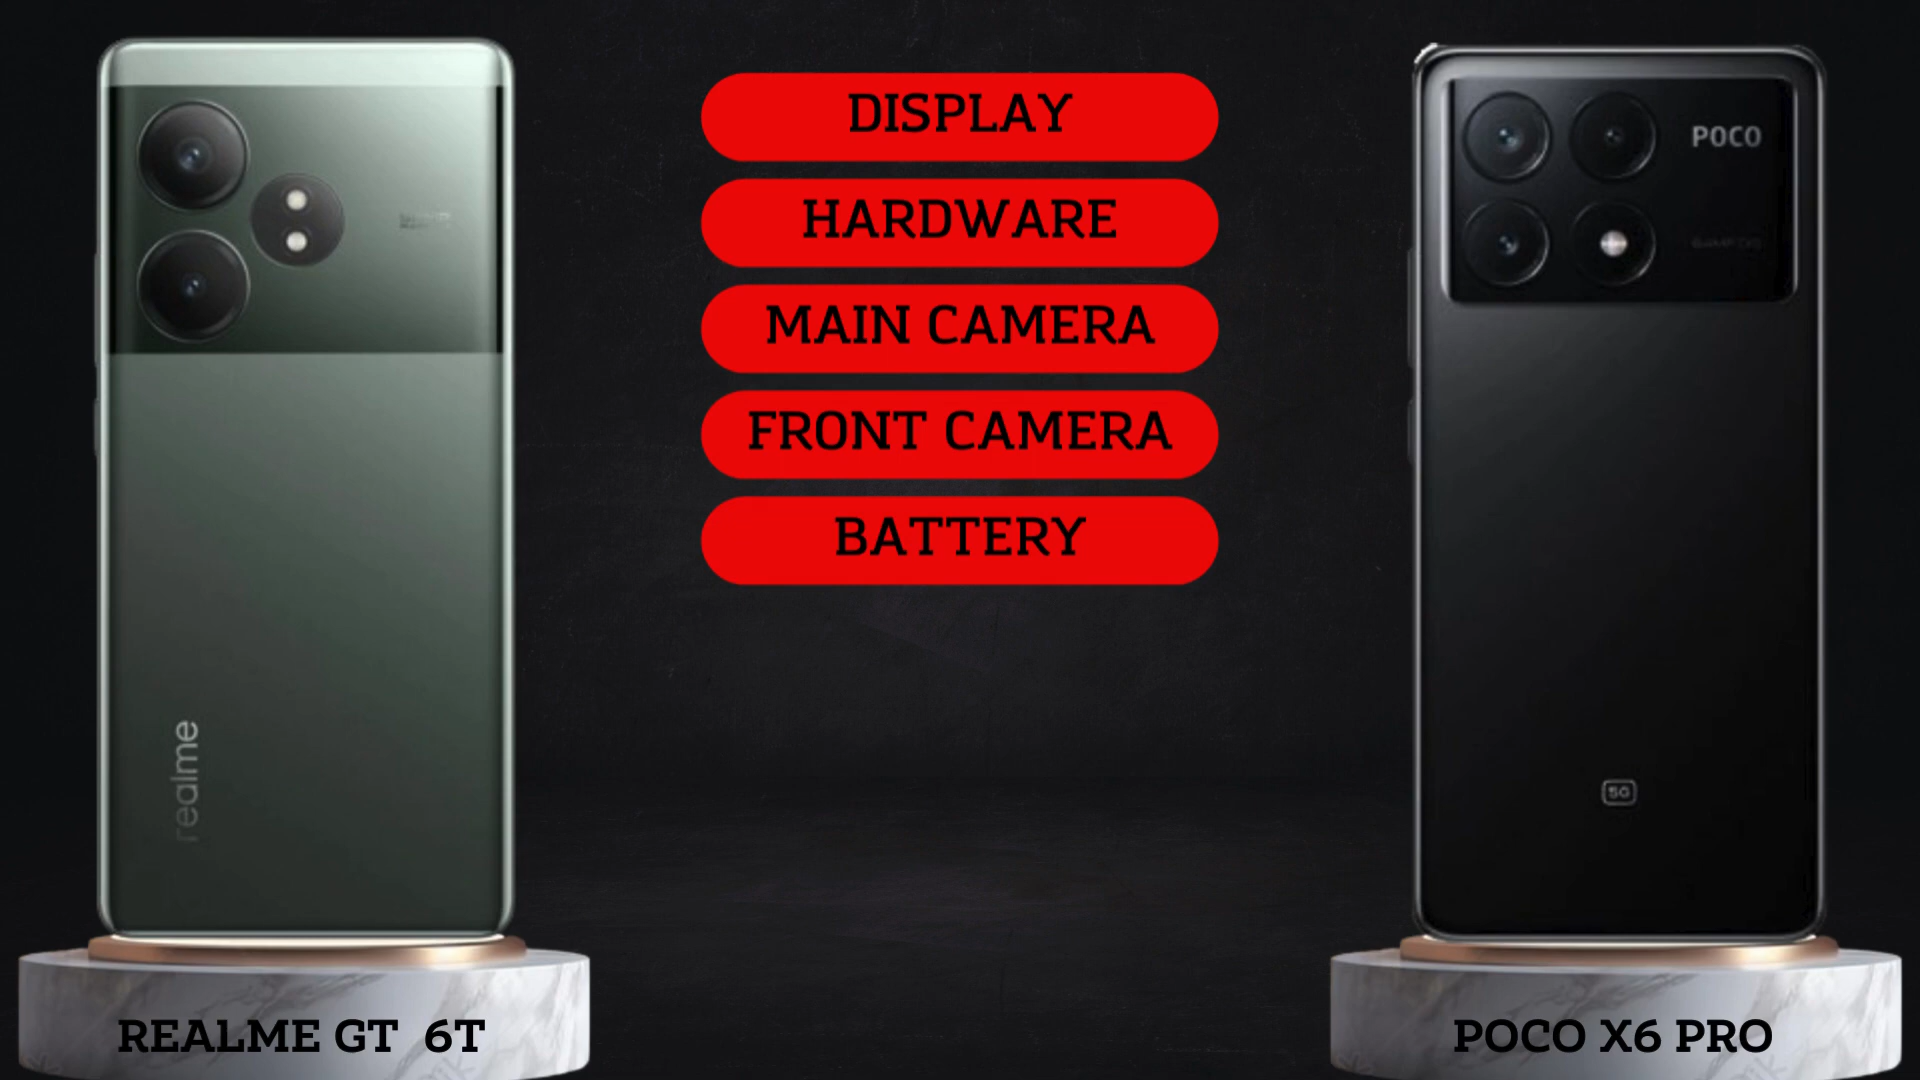 DISPLAY
HARDWARE
MAIN CAMERA
FRONT CAMERA
BATTERY
POCO
5G
realme
REALME GT 6T
POCO X6 PRO